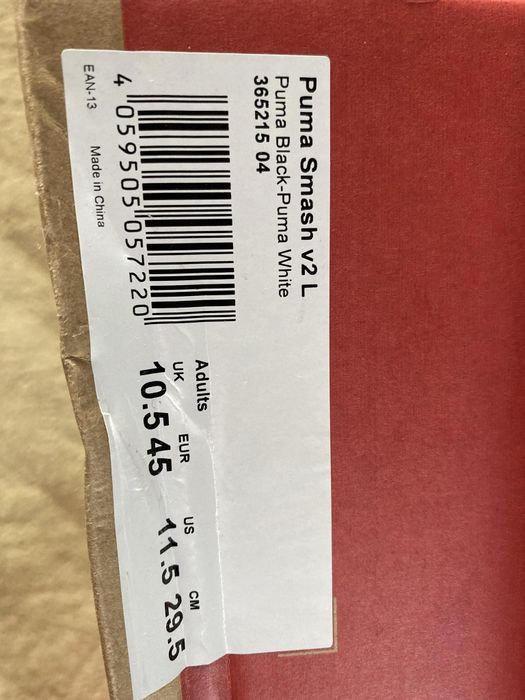 Puma Smash v2 L
Puma Black-Puma White
365215 04
4 059505 057220
EAN-13
Made in China
Adults
UK EUR US CM
10.5 45 11.5 29.5